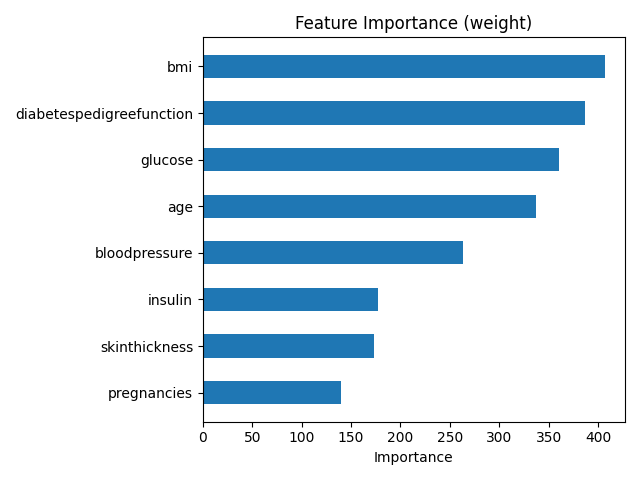 Feature Importance (weight)
bmi
diabetespedigreefunction
glucose
age
bloodpressure
insulin
skinthickness
pregnancies
0 50 100 150 200 250 300 350 400
Importance